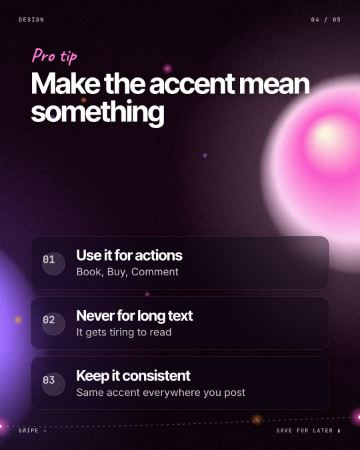 DESIGN
04 / 05
Pro tip
Make the accent mean
something
01
Use it for actions
Book, Buy, Comment
02
Never for long text
It gets tiring to read
03
Keep it consistent
Same accent everywhere you post
SWIPE →
SAVE FOR LATER